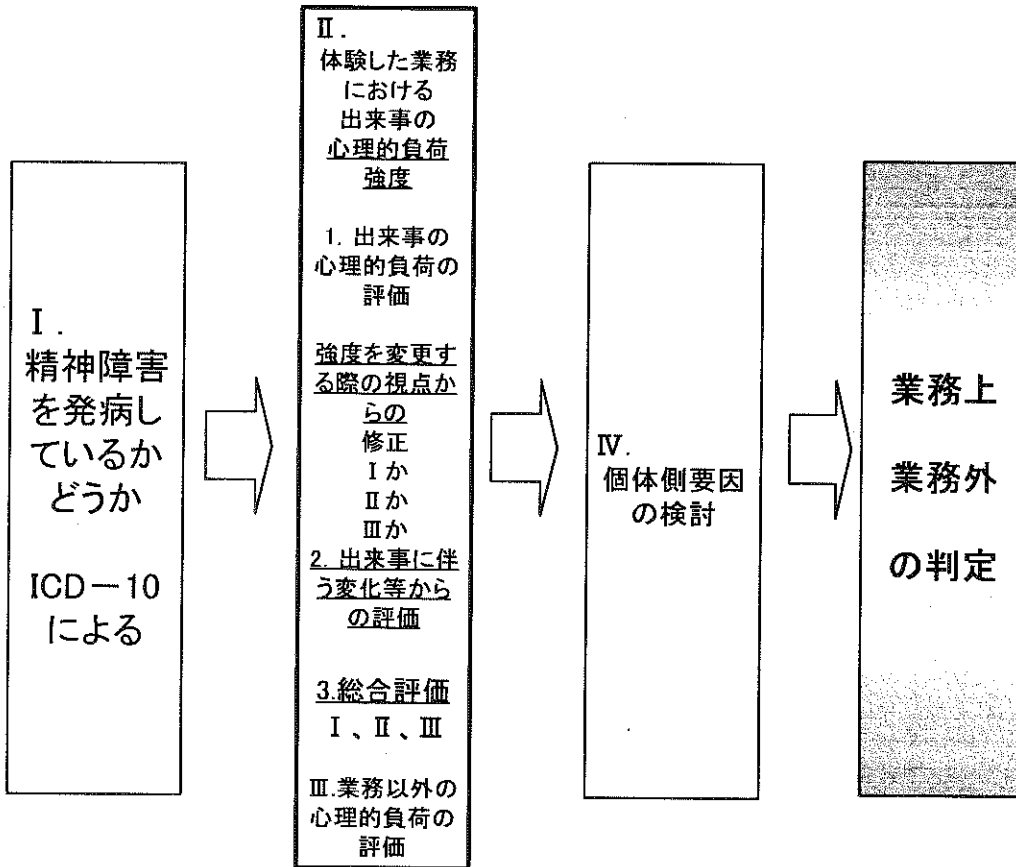 Ⅰ.
精神障害
を発病し
ているか
どうか
ICD－10
による
Ⅱ.
体験した業務
における
出来事の
心理的負荷
強度
1. 出来事の
心理的負荷の
評価
強度を変更す
る際の視点か
らの
修正
Ⅰか
Ⅱか
Ⅲか
2. 出来事に伴
う変化等から
の評価
3.総合評価
Ⅰ、Ⅱ、Ⅲ
Ⅲ.業務以外の
心理的負荷の
評価
Ⅳ.
個体側要因
の検討
業務上
業務外
の判定